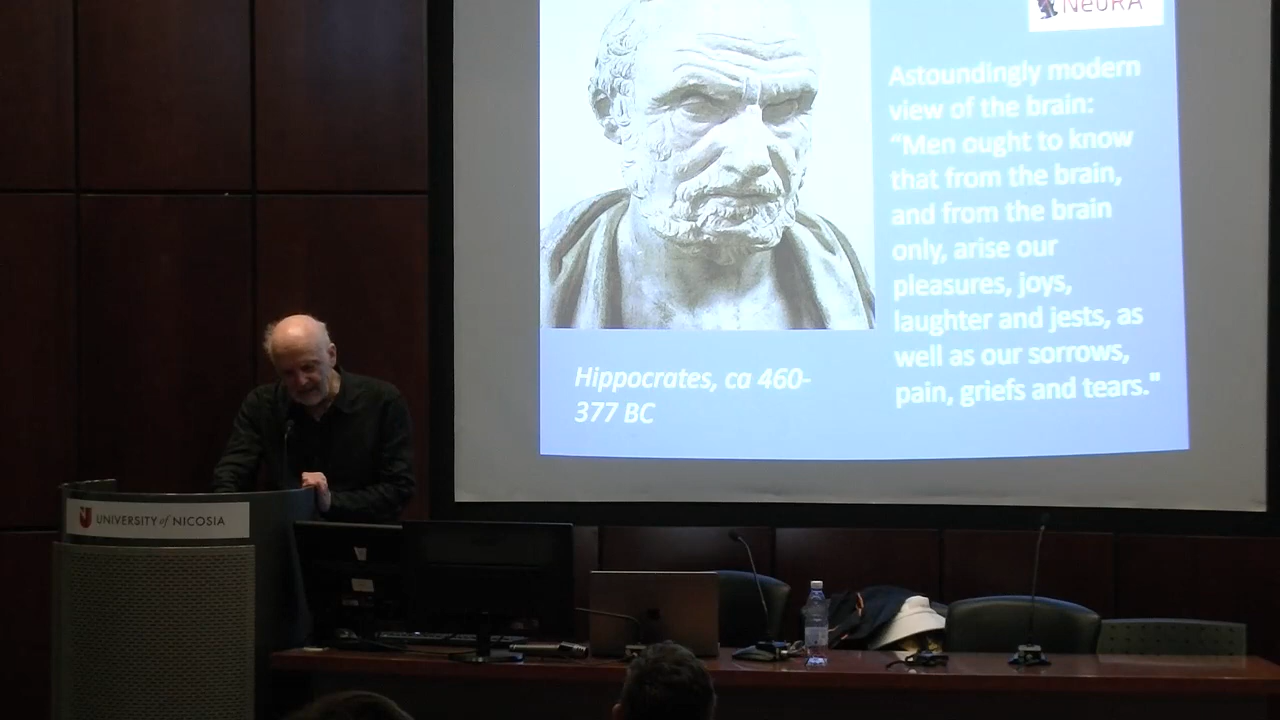 NeuRA
Astoundingly modern
view of the brain:
“Men ought to know
that from the brain,
and from the brain
only, arise our
pleasures, joys,
laughter and jests, as
well as our sorrows,
pain, griefs and tears."
Hippocrates, ca 460-
377 BC
UNIVERSITY of NICOSIA